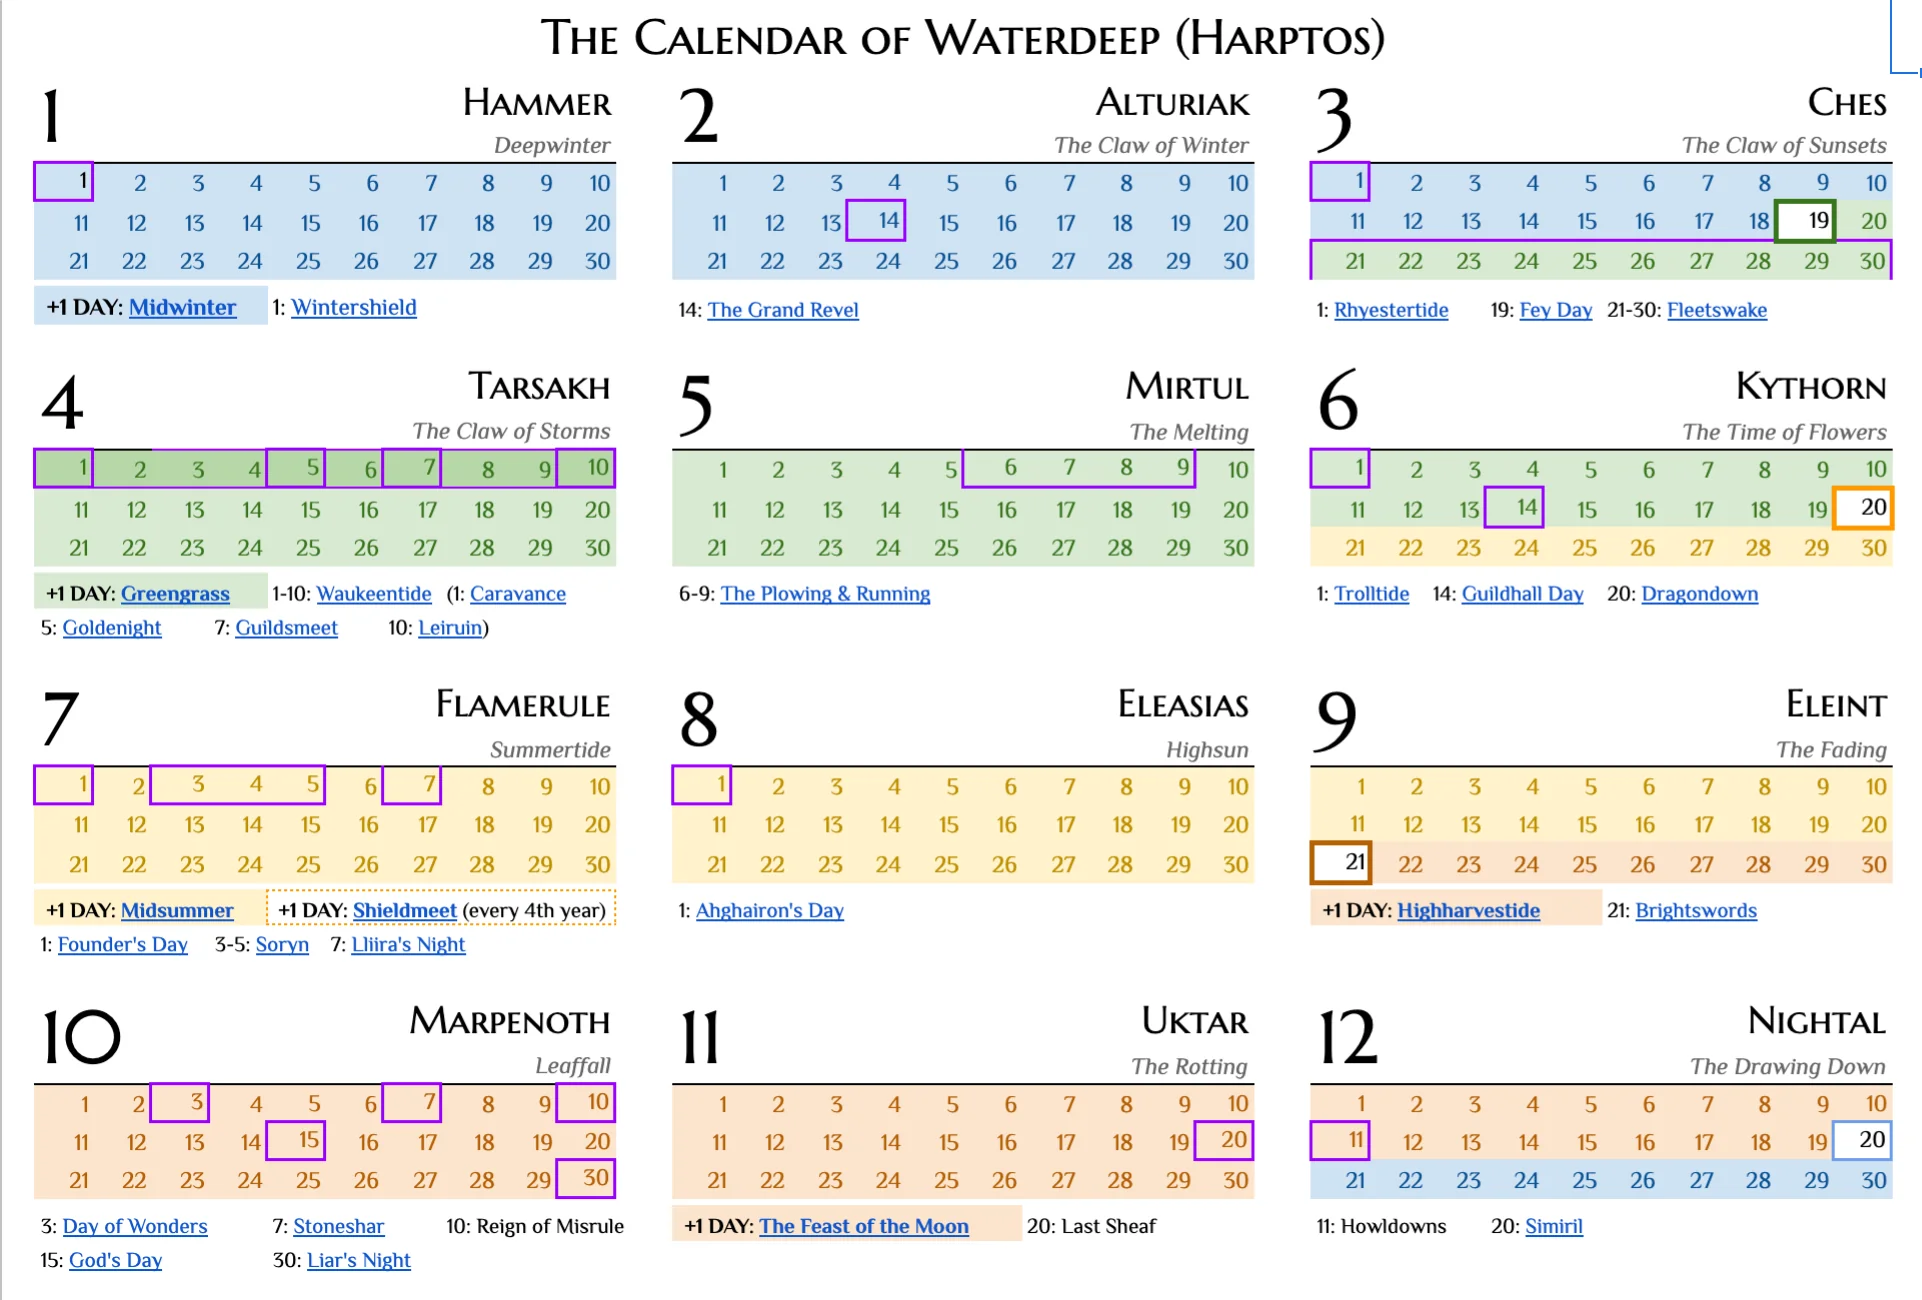 The Calendar of Waterdeep (Harptos)
1 Hammer
Deepwinter
1 2 3 4 5 6 7 8 9 10
11 12 13 14 15 16 17 18 19 20
21 22 23 24 25 26 27 28 29 30
+1 DAY: Midwinter 1: Wintershield
2 Alturiak
The Claw of Winter
1 2 3 4 5 6 7 8 9 10
11 12 13 14 15 16 17 18 19 20
21 22 23 24 25 26 27 28 29 30
14: The Grand Revel
3 Ches
The Claw of Sunsets
1 2 3 4 5 6 7 8 9 10
11 12 13 14 15 16 17 18 19 20
21 22 23 24 25 26 27 28 29 30
1: Rhyestertide 19: Fey Day 21-30: Fleetswake
4 Tarsakh
The Claw of Storms
1 2 3 4 5 6 7 8 9 10
11 12 13 14 15 16 17 18 19 20
21 22 23 24 25 26 27 28 29 30
+1 DAY: Greengrass 1-10: Waukeentide (1: Caravance
5: Goldenight 7: Guildsmeet 10: Leiruin)
5 Mirtul
The Melting
1 2 3 4 5 6 7 8 9 10
11 12 13 14 15 16 17 18 19 20
21 22 23 24 25 26 27 28 29 30
6-9: The Plowing & Running
6 Kythorn
The Time of Flowers
1 2 3 4 5 6 7 8 9 10
11 12 13 14 15 16 17 18 19 20
21 22 23 24 25 26 27 28 29 30
1: Trolltide 14: Guildhall Day 20: Dragondown
7 Flamerule
Summertide
1 2 3 4 5 6 7 8 9 10
11 12 13 14 15 16 17 18 19 20
21 22 23 24 25 26 27 28 29 30
+1 DAY: Midsummer +1 DAY: Shieldmeet (every 4th year)
1: Founder's Day 3-5: Soryn 7: Lliira's Night
8 Eleasias
Highsun
1 2 3 4 5 6 7 8 9 10
11 12 13 14 15 16 17 18 19 20
21 22 23 24 25 26 27 28 29 30
1: Ahghairon's Day
9 Eleint
The Fading
1 2 3 4 5 6 7 8 9 10
11 12 13 14 15 16 17 18 19 20
21 22 23 24 25 26 27 28 29 30
+1 DAY: Highharvestide 21: Brightswords
10 Marpenoth
Leaffall
1 2 3 4 5 6 7 8 9 10
11 12 13 14 15 16 17 18 19 20
21 22 23 24 25 26 27 28 29 30
3: Day of Wonders 7: Stoneshar 10: Reign of Misrule
15: God's Day 30: Liar's Night
11 Uktar
The Rotting
1 2 3 4 5 6 7 8 9 10
11 12 13 14 15 16 17 18 19 20
21 22 23 24 25 26 27 28 29 30
+1 DAY: The Feast of the Moon 20: Last Sheaf
12 Nightal
The Drawing Down
1 2 3 4 5 6 7 8 9 10
11 12 13 14 15 16 17 18 19 20
21 22 23 24 25 26 27 28 29 30
11: Howldowns 20: Simiril